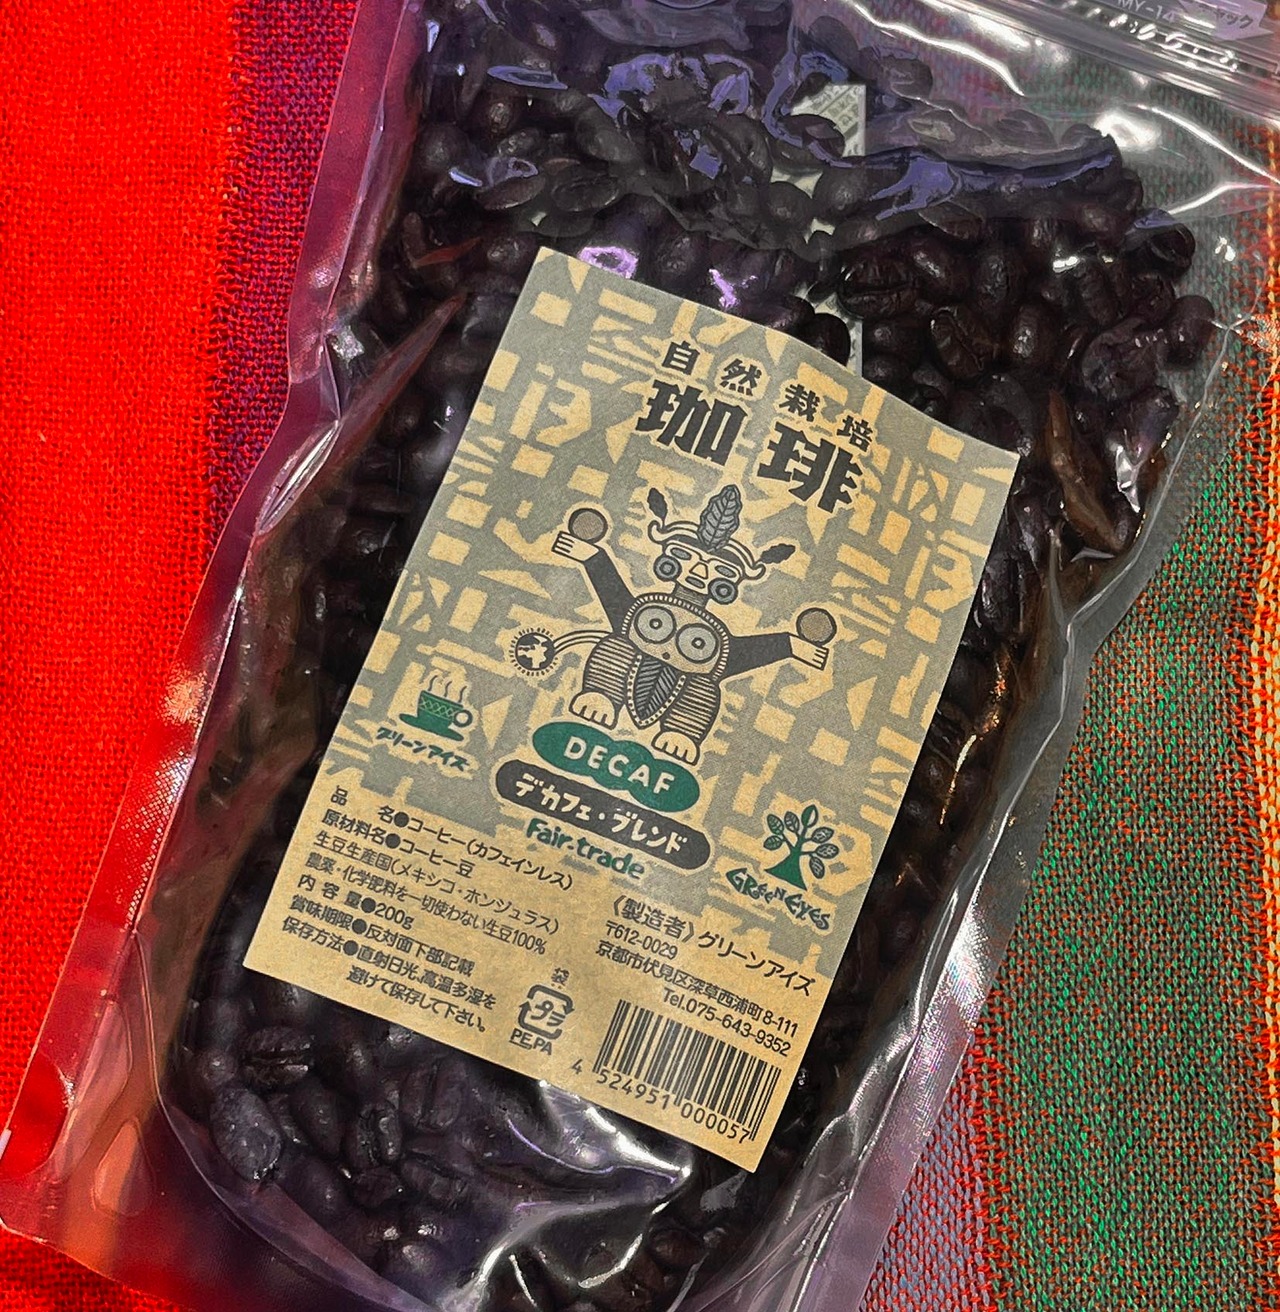 自然栽培
珈琲
グリーンアイズ
DECAF
デカフェ・ブレンド
Fair・trade
GReeN EYES
品　名●コーヒー(カフェインレス)
原材料名●コーヒー豆
生豆生産国(メキシコ・ホンジュラス)
農薬・化学肥料を一切使わない生豆100%
内容量●200g
賞味期限●反対面下部記載
保存方法●直射日光、高温多湿を
避けて保存して下さい。
袋
プラ
PE,PA
《製造者》グリーンアイズ
〒612-0029
京都市伏見区深草西浦町8-111
Tel.075-643-9352
4 524951 000057